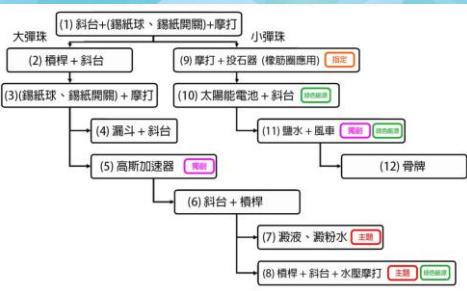 (1) 斜台+(錫紙球、錫紙開關)+摩打
大彈珠
小彈珠
(2) 槓桿 + 斜台
(9) 摩打 + 投石器 (橡筋圈應用) 指定
(3)(錫紙球、錫紙開關) + 摩打
(10) 太陽能電池 + 斜台 綠色能源
(4) 漏斗 + 斜台
(11) 鹽水 + 風車 獨創 綠色能源
(5) 高斯加速器 獨創
(12) 骨牌
(6) 斜台 + 槓桿
(7) 澱液、澱粉水 主題
(8) 槓桿 + 斜台 + 水壓摩打 主題 綠色能源